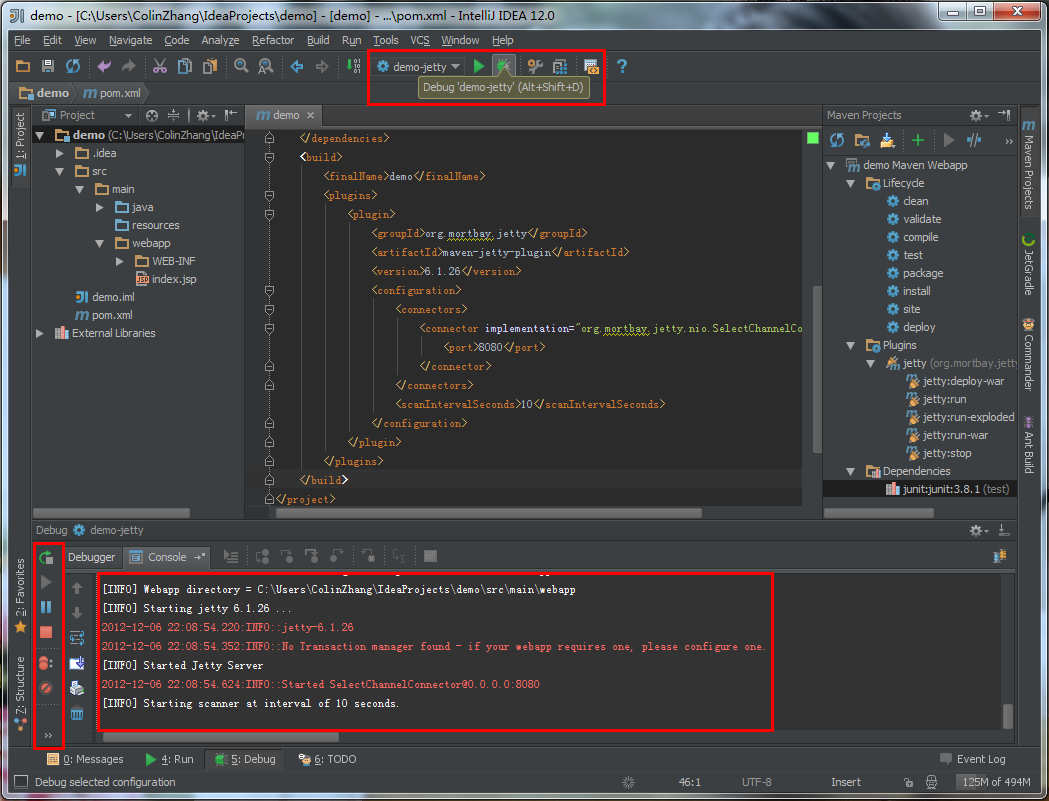 demo - [C:\Users\ColinZhang\IdeaProjects\demo] - [demo] - ...\pom.xml - IntelliJ IDEA 12.0
File Edit View Navigate Code Analyze Refactor Build Run Tools VCS Window Help
demo-jetty
Debug 'demo-jetty' (Alt+Shift+D)
demo pom.xml
1: Project
Project
demo (C:\Users\ColinZhang\IdeaPr
.idea
src
main
java
resources
webapp
WEB-INF
index.jsp
demo.iml
pom.xml
External Libraries
demo
</dependencies>
<build>
<finalName>demo</finalName>
<plugins>
<plugin>
<groupId>org.mortbay.jetty</groupId>
<artifactId>maven-jetty-plugin</artifactId>
<version>6.1.26</version>
<configuration>
<connectors>
<connector implementation="org.mortbay.jetty.nio.SelectChannelCo
<port>8080</port>
</connector>
</connectors>
<scanIntervalSeconds>10</scanIntervalSeconds>
</configuration>
</plugin>
</plugins>
</build>
</project>
Maven Projects
demo Maven Webapp
Lifecycle
clean
validate
compile
test
package
install
site
deploy
Plugins
jetty (org.mortbay.jetty
jetty:deploy-war
jetty:run
jetty:run-exploded
jetty:run-war
jetty:stop
Dependencies
junit:junit:3.8.1 (test)
Maven Projects
JetGradle
Commander
Ant Build
Debug demo-jetty
Debugger Console
2: Favorites
7: Structure
[INFO] Webapp directory = C:\Users\ColinZhang\IdeaProjects\demo\src\main\webapp
[INFO] Starting jetty 6.1.26 ...
2012-12-06 22:08:54.220:INFO::jetty-6.1.26
2012-12-06 22:08:54.352:INFO::No Transaction manager found - if your webapp requires one, please configure one.
[INFO] Started Jetty Server
2012-12-06 22:08:54.624:INFO::Started SelectChannelConnector@0.0.0.0:8080
[INFO] Starting scanner at interval of 10 seconds.
0: Messages 4: Run 5: Debug 6: TODO Event Log
Debug selected configuration 46:1 UTF-8 Insert 125M of 494M